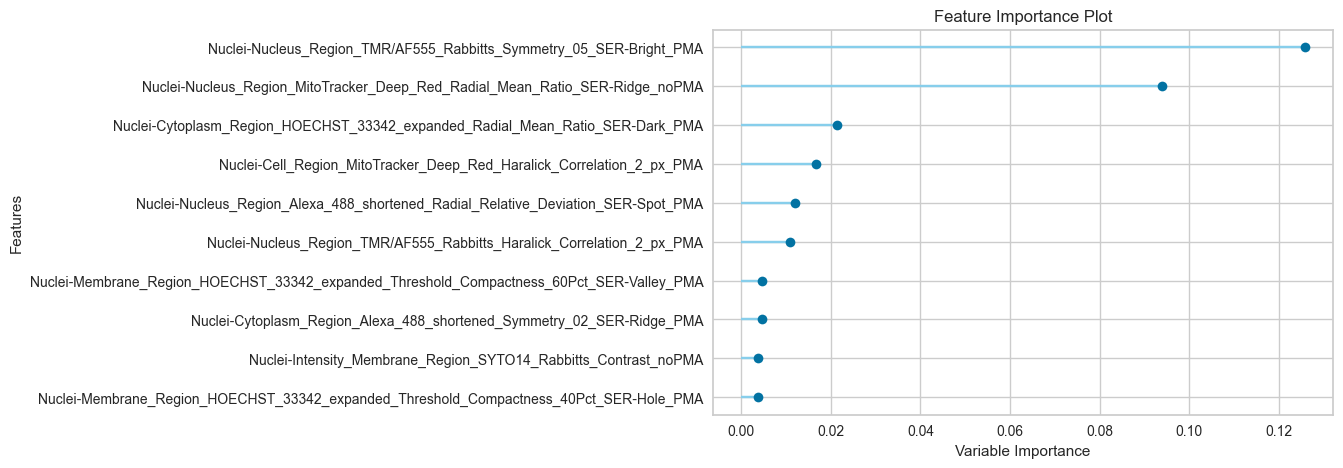 Feature Importance Plot
Features
Nuclei-Nucleus_Region_TMR/AF555_Rabbitts_Symmetry_05_SER-Bright_PMA
Nuclei-Nucleus_Region_MitoTracker_Deep_Red_Radial_Mean_Ratio_SER-Ridge_noPMA
Nuclei-Cytoplasm_Region_HOECHST_33342_expanded_Radial_Mean_Ratio_SER-Dark_PMA
Nuclei-Cell_Region_MitoTracker_Deep_Red_Haralick_Correlation_2_px_PMA
Nuclei-Nucleus_Region_Alexa_488_shortened_Radial_Relative_Deviation_SER-Spot_PMA
Nuclei-Nucleus_Region_TMR/AF555_Rabbitts_Haralick_Correlation_2_px_PMA
Nuclei-Membrane_Region_HOECHST_33342_expanded_Threshold_Compactness_60Pct_SER-Valley_PMA
Nuclei-Cytoplasm_Region_Alexa_488_shortened_Symmetry_02_SER-Ridge_PMA
Nuclei-Intensity_Membrane_Region_SYTO14_Rabbitts_Contrast_noPMA
Nuclei-Membrane_Region_HOECHST_33342_expanded_Threshold_Compactness_40Pct_SER-Hole_PMA
0.00 0.02 0.04 0.06 0.08 0.10 0.12
Variable Importance